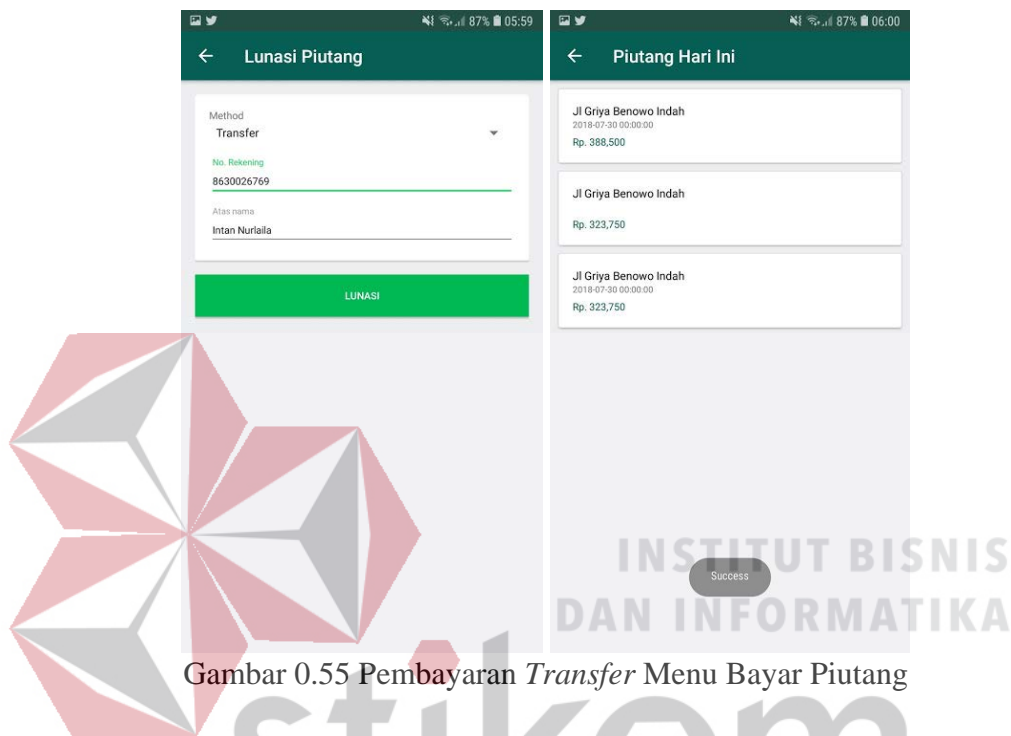 87% 05:59
Lunasi Piutang
Method
Transfer
No. Rekening
8630026769
Atas nama
Intan Nurlaila
LUNASI
87% 06:00
Piutang Hari Ini
Jl Griya Benowo Indah
2018-07-30 00:00:00
Rp. 388,500
Jl Griya Benowo Indah
Rp. 323,750
Jl Griya Benowo Indah
2018-07-30 00:00:00
Rp. 323,750
Success
INSTITUT BISNIS
DAN INFORMATIKA
Gambar 0.55 Pembayaran Transfer Menu Bayar Piutang
stikom